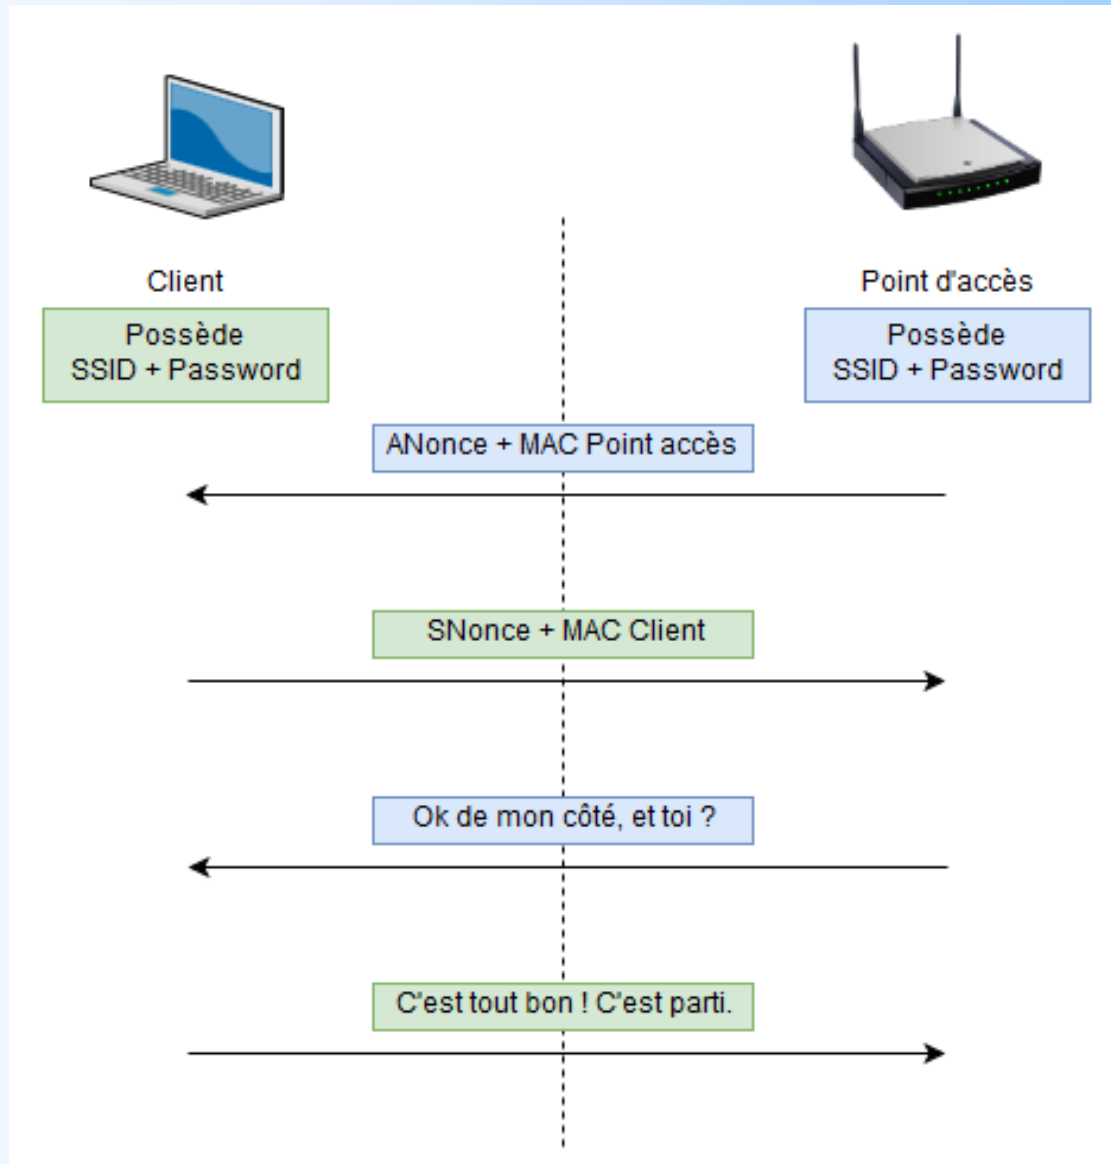 Client
Point d'accès
Possède
SSID + Password
Possède
SSID + Password
ANonce + MAC Point accès
SNonce + MAC Client
Ok de mon côté, et toi ?
C'est tout bon ! C'est parti.